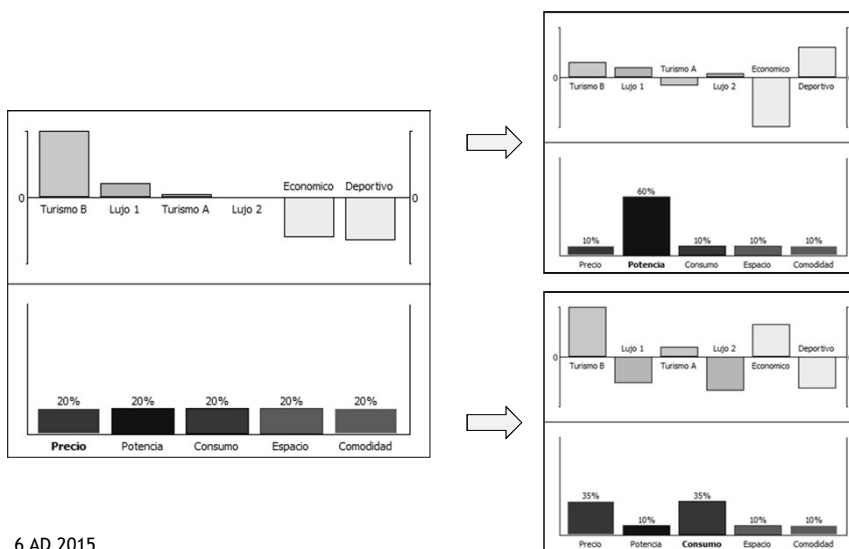 Economico Deportivo
0 0
Turismo B Lujo 1 Turismo A Lujo 2
20% 20% 20% 20% 20%
Precio Potencia Consumo Espacio Comodidad
Turismo A Economico
0
Turismo B Lujo 1 Lujo 2 Deportivo
60%
10% 10% 10% 10%
Precio Potencia Consumo Espacio Comodidad
Lujo 1 Lujo 2 Deportivo
0
Turismo B Turismo A Economico
35% 35%
10% 10% 10%
Precio Potencia Consumo Espacio Comodidad
6 AD 2015